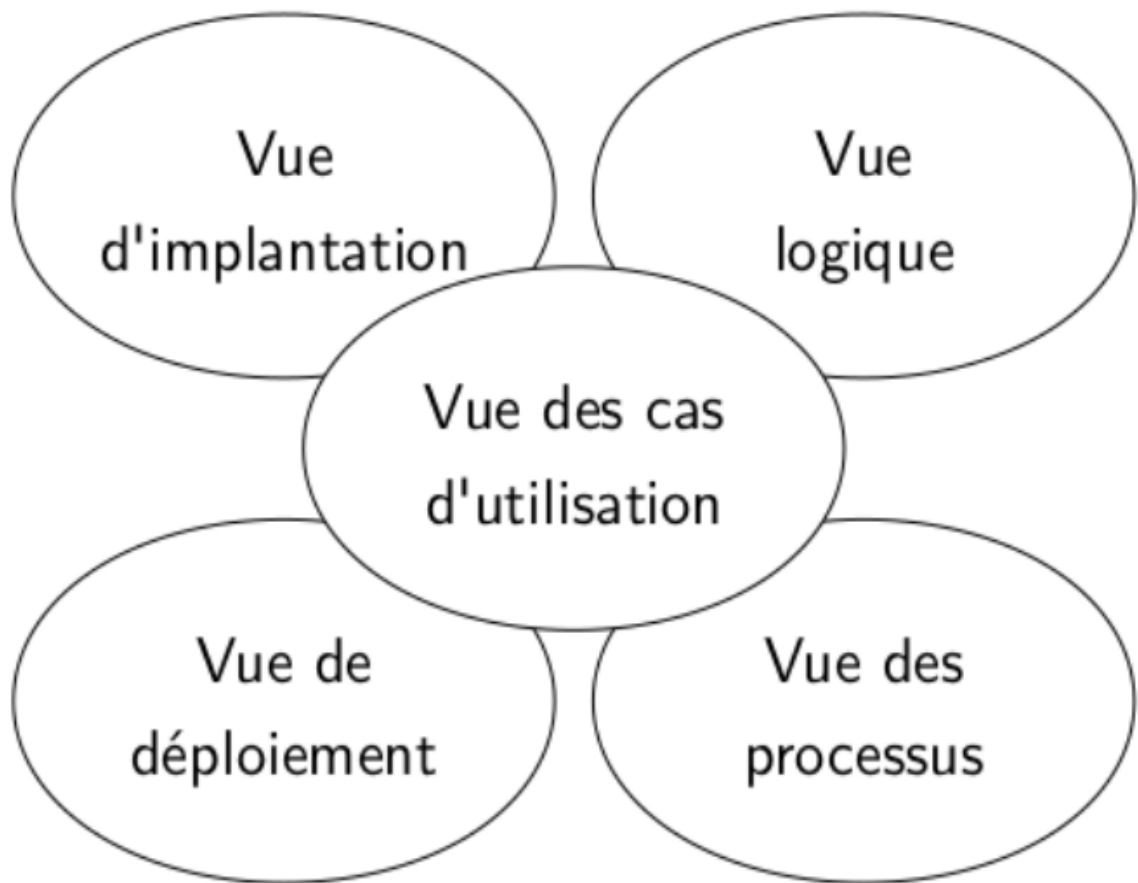 Vue
d'implantation
Vue
logique
Vue des cas
d'utilisation
Vue de
déploiement
Vue des
processus